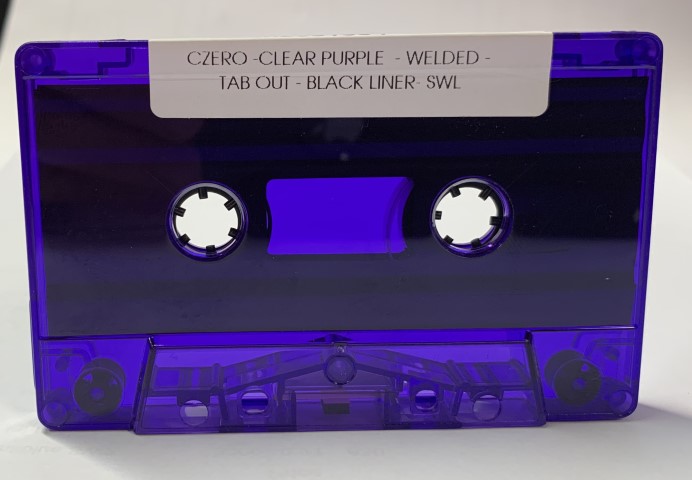 CZERO -CLEAR PURPLE - WELDED -
TAB OUT - BLACK LINER- SWL